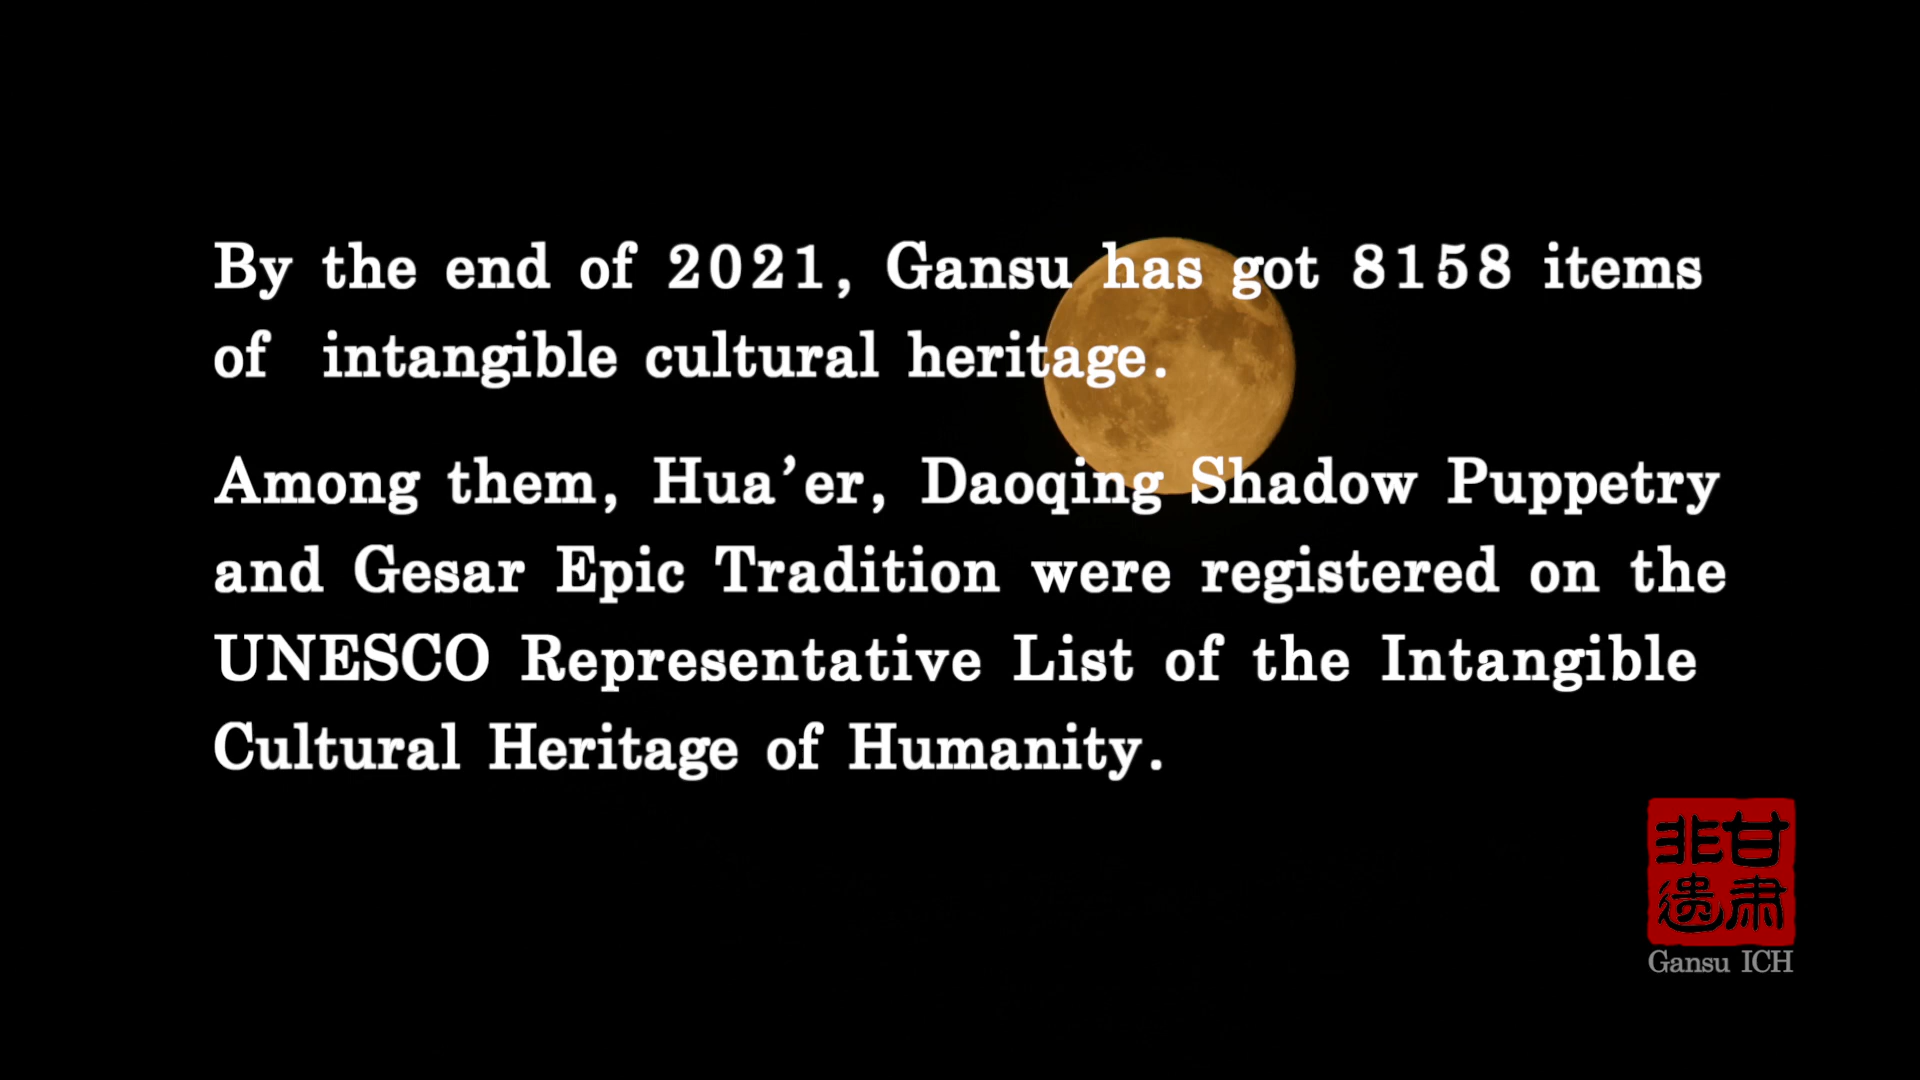 By the end of 2021, Gansu has got 8158 items
of intangible cultural heritage.
Among them, Hua’er, Daoqing Shadow Puppetry
and Gesar Epic Tradition were registered on the
UNESCO Representative List of the Intangible
Cultural Heritage of Humanity.
甘肃
非遗
Gansu ICH